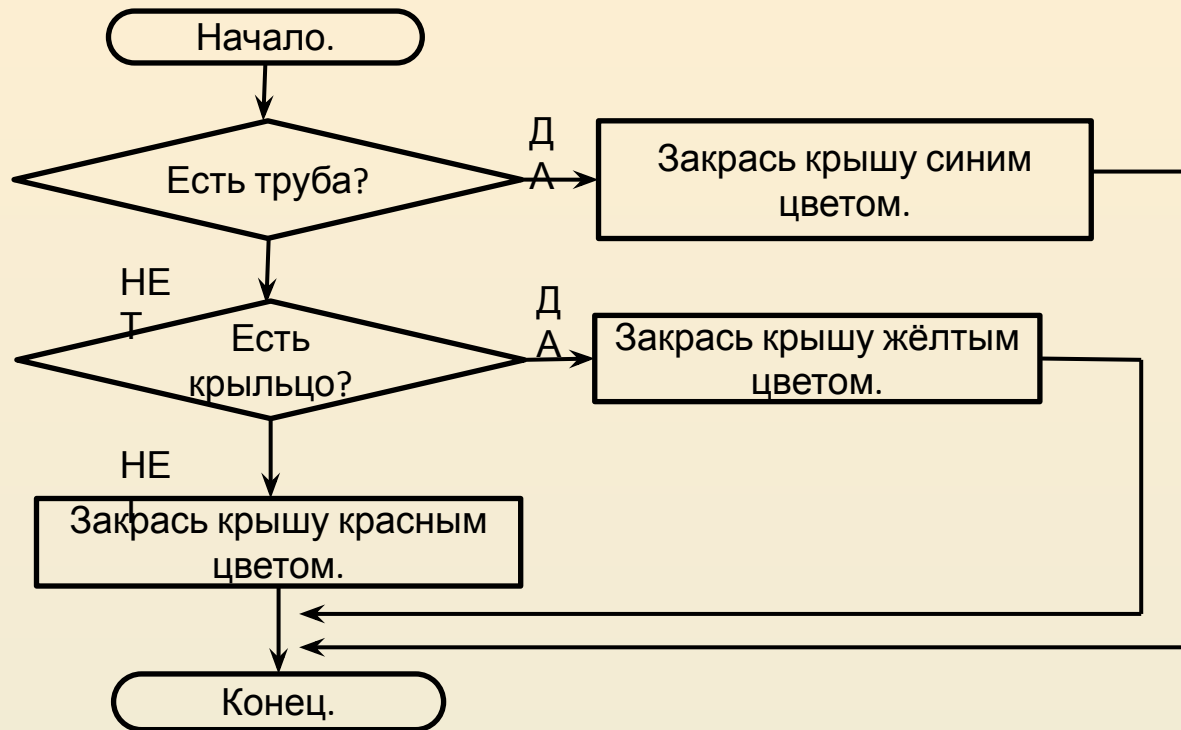 Начало.
Есть труба?
Д
А
Закрась крышу синим
цветом.
НЕ
Т
Есть
крыльцо?
Д
А
Закрась крышу жёлтым
цветом.
НЕ
Закрась крышу красным
цветом.
Конец.